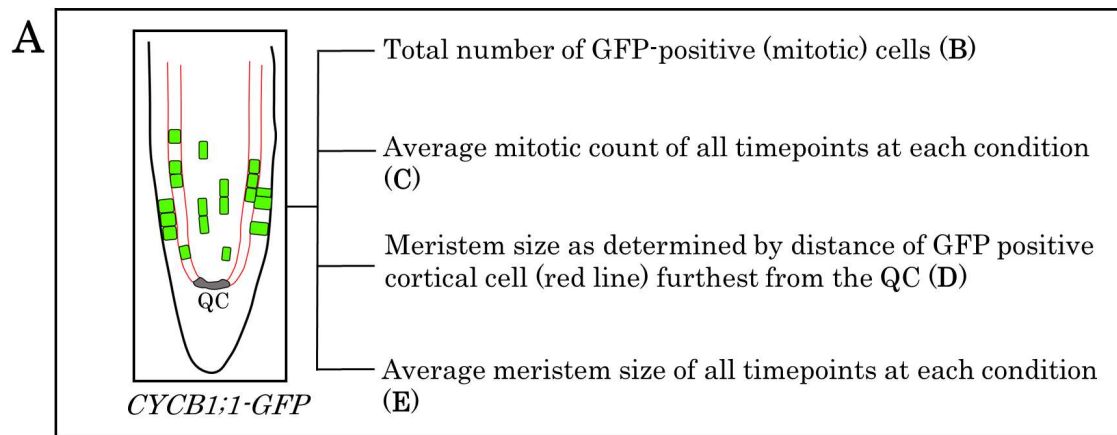 A
Total number of GFP-positive (mitotic) cells (B)
Average mitotic count of all timepoints at each condition
(C)
Meristem size as determined by distance of GFP positive
cortical cell (red line) furthest from the QC (D)
Average meristem size of all timepoints at each condition
(E)
QC
CYCB1;1-GFP